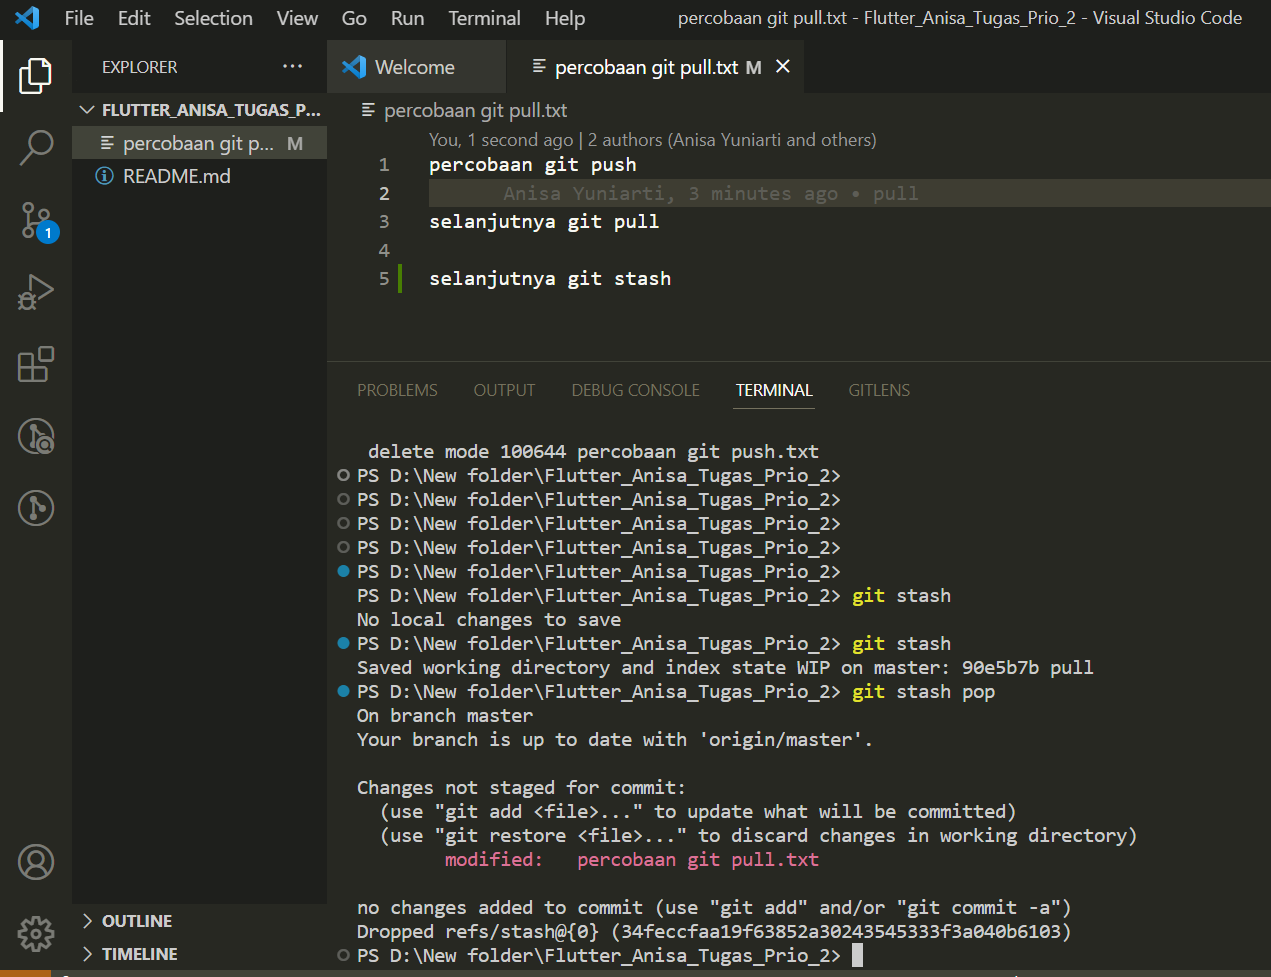 File Edit Selection View Go Run Terminal Help percobaan git pull.txt - Flutter_Anisa_Tugas_Prio_2 - Visual Studio Code
EXPLORER ···
FLUTTER_ANISA_TUGAS_P...
percobaan git p... M
README.md
1
OUTLINE
TIMELINE
Welcome percobaan git pull.txt M
percobaan git pull.txt
You, 1 second ago | 2 authors (Anisa Yuniarti and others)
1 percobaan git push
2 Anisa Yuniarti, 3 minutes ago • pull
3 selanjutnya git pull
4
5 selanjutnya git stash
PROBLEMS OUTPUT DEBUG CONSOLE TERMINAL GITLENS
delete mode 100644 percobaan git push.txt
PS D:\New folder\Flutter_Anisa_Tugas_Prio_2>
PS D:\New folder\Flutter_Anisa_Tugas_Prio_2>
PS D:\New folder\Flutter_Anisa_Tugas_Prio_2>
PS D:\New folder\Flutter_Anisa_Tugas_Prio_2>
PS D:\New folder\Flutter_Anisa_Tugas_Prio_2>
PS D:\New folder\Flutter_Anisa_Tugas_Prio_2> git stash
No local changes to save
PS D:\New folder\Flutter_Anisa_Tugas_Prio_2> git stash
Saved working directory and index state WIP on master: 90e5b7b pull
PS D:\New folder\Flutter_Anisa_Tugas_Prio_2> git stash pop
On branch master
Your branch is up to date with 'origin/master'.
Changes not staged for commit:
(use "git add <file>..." to update what will be committed)
(use "git restore <file>..." to discard changes in working directory)
modified: percobaan git pull.txt
no changes added to commit (use "git add" and/or "git commit -a")
Dropped refs/stash@{0} (34feccfaa19f63852a30243545333f3a040b6103)
PS D:\New folder\Flutter_Anisa_Tugas_Prio_2>